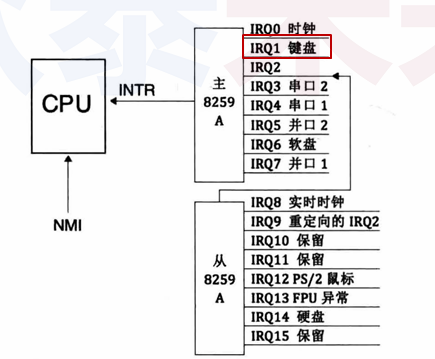 IRQ0 时钟
IRQ1 键盘
IRQ2
IRQ3 串口 2
IRQ4 串口 1
IRQ5 并口 2
IRQ6 软盘
IRQ7 并口 1
主
8259
A
INTR
CPU
NMI
IRQ8 实时时钟
IRQ9 重定向的 IRQ2
IRQ10 保留
IRQ11 保留
IRQ12 PS/2 鼠标
IRQ13 FPU 异常
IRQ14 硬盘
IRQ15 保留
从
8259
A